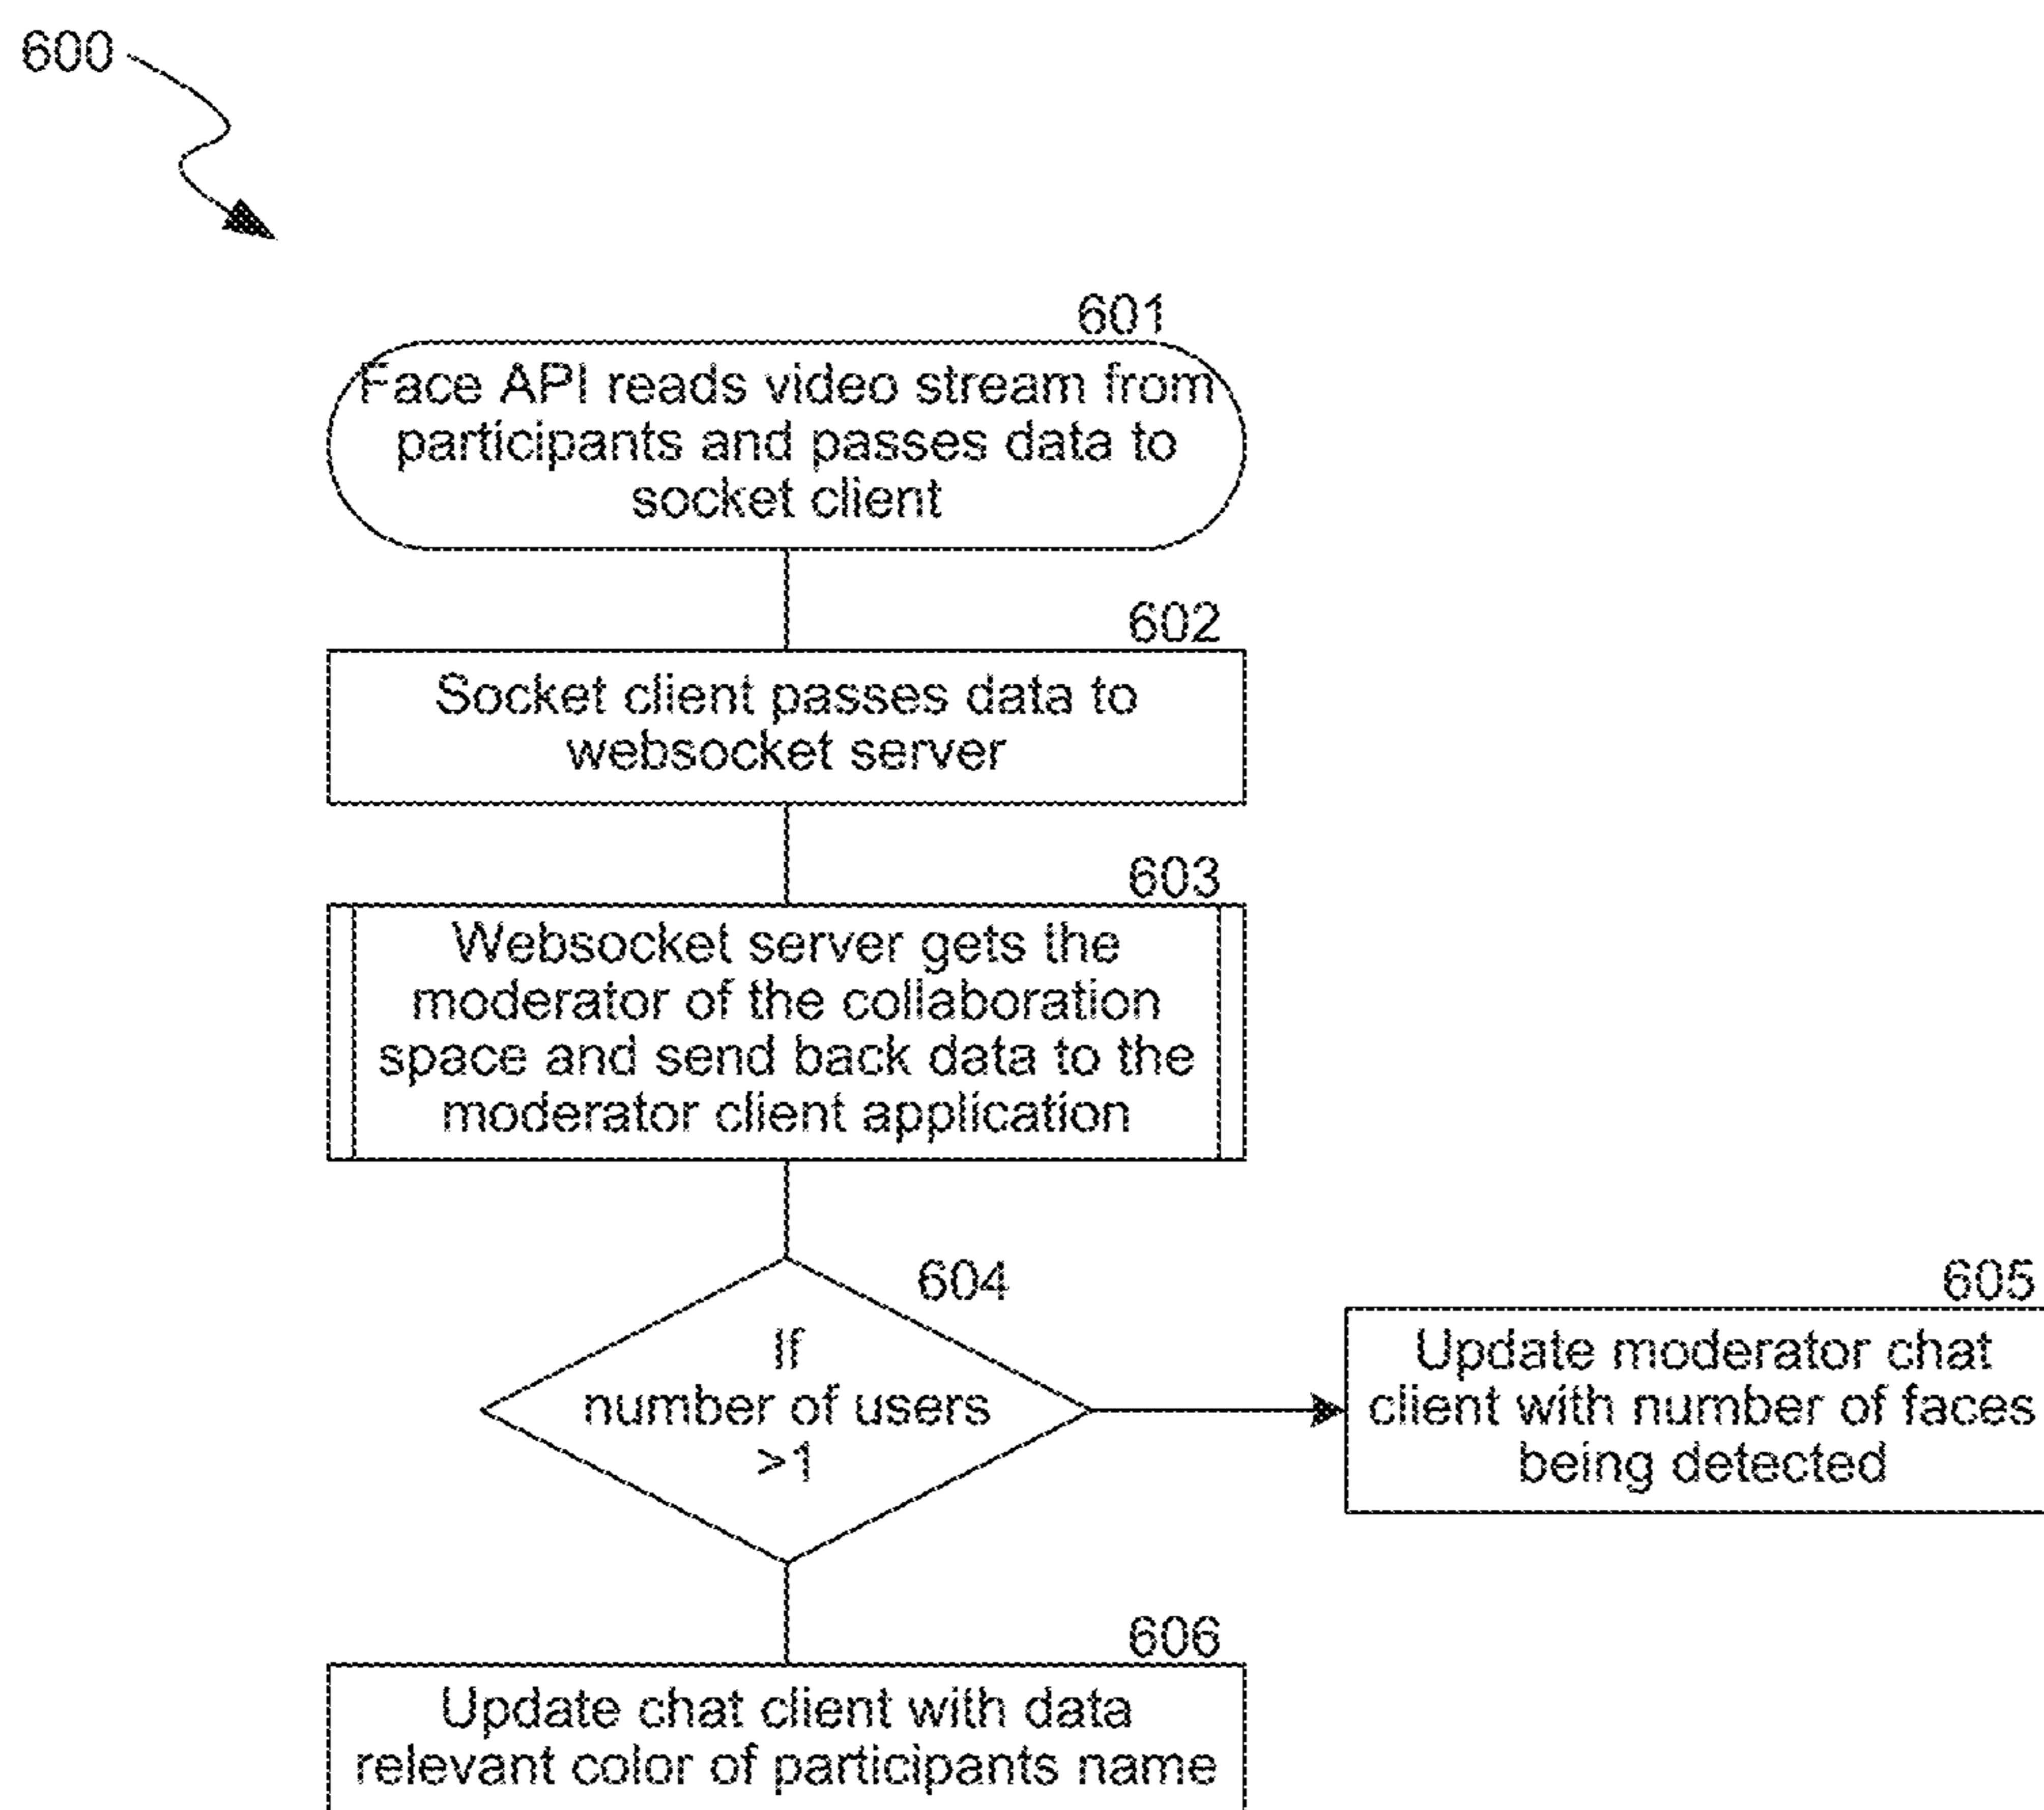 600
601
Face API reads video stream from
participants and passes data to
socket client
602
Socket client passes data to
websocket server
603
Websocket server gets the
moderator of the collaboration
space and send back data to the
moderator client application
604
If
number of users
>1
605
Update moderator chat
client with number of faces
being detected
606
Update chat client with data
relevant color of participants name